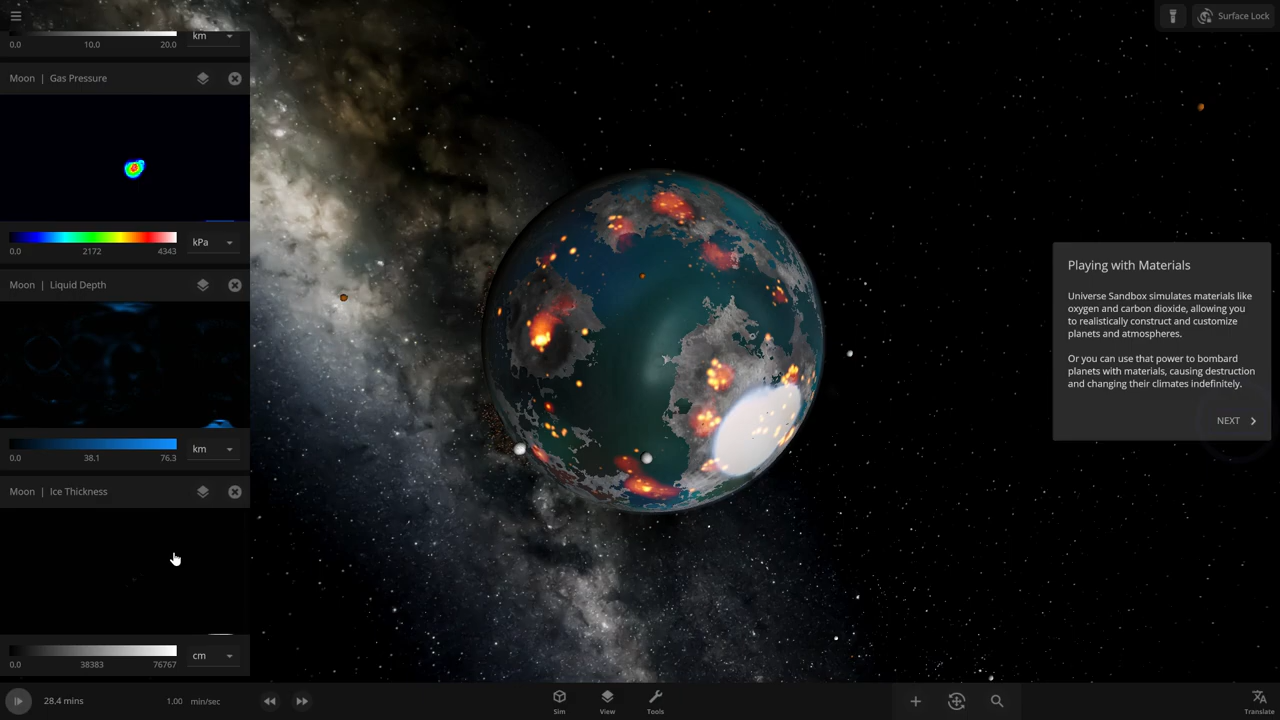 Surface Lock
0.0 10.0 20.0 km
Moon | Gas Pressure
0.0 2172 4343 kPa
Moon | Liquid Depth
0.0 38.1 76.3 km
Moon | Ice Thickness
0.0 38383 76767 cm
Playing with Materials
Universe Sandbox simulates materials like
oxygen and carbon dioxide, allowing you
to realistically construct and customize
planets and atmospheres.
Or you can use that power to bombard
planets with materials, causing destruction
and changing their climates indefinitely.
NEXT
28.4 mins 1.00 min/sec
Sim View Tools
Translate